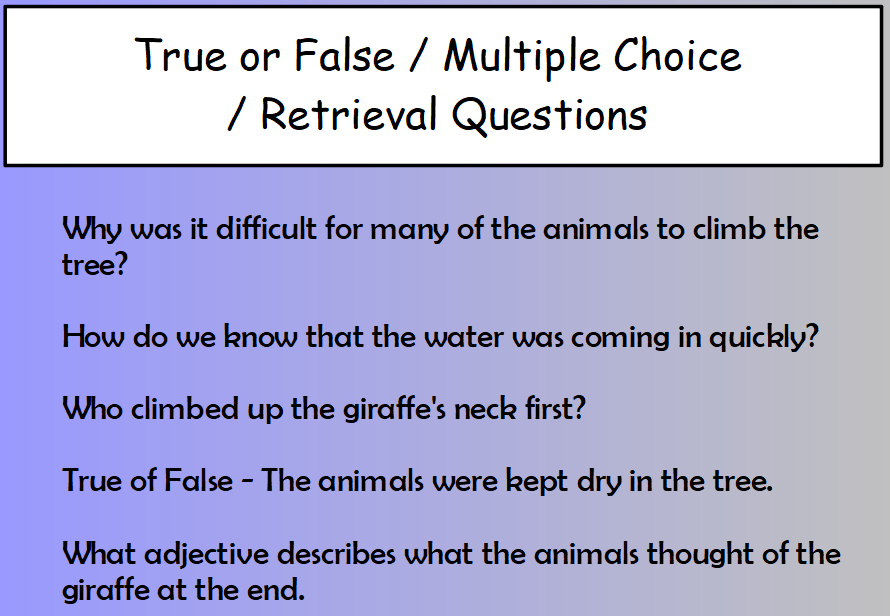 True or False / Multiple Choice
/ Retrieval Questions
Why was it difficult for many of the animals to climb the
tree?
How do we know that the water was coming in quickly?
Who climbed up the giraffe's neck first?
True of False - The animals were kept dry in the tree.
What adjective describes what the animals thought of the
giraffe at the end.